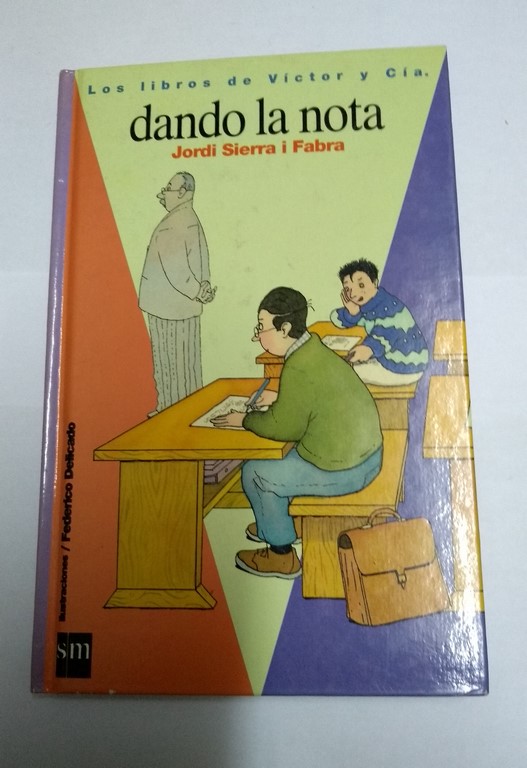 Los libros de Víctor y Cía.
dando la nota
Jordi Sierra i Fabra
Ilustraciones / Federico Delicado
sm